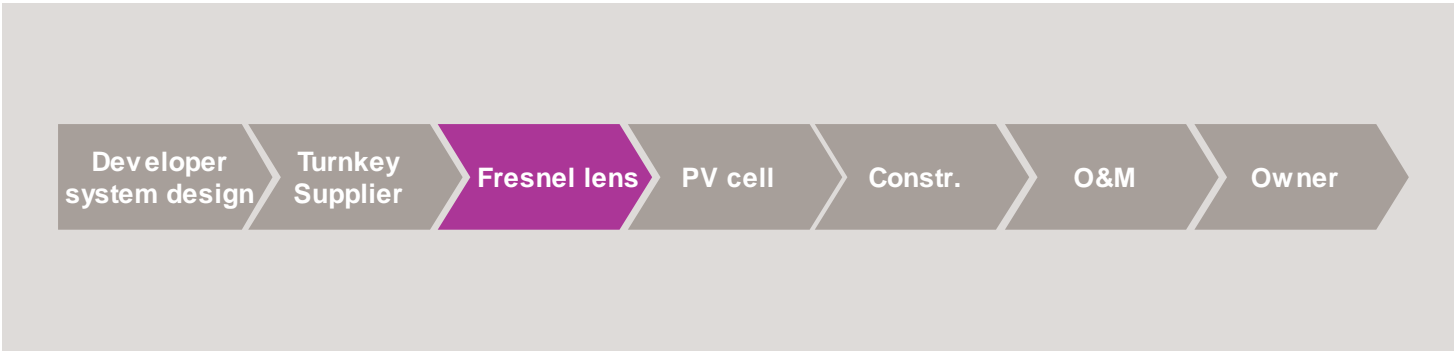 Developer
system design
Turnkey
Supplier
Fresnel lens
PV cell
Constr.
O&M
Owner